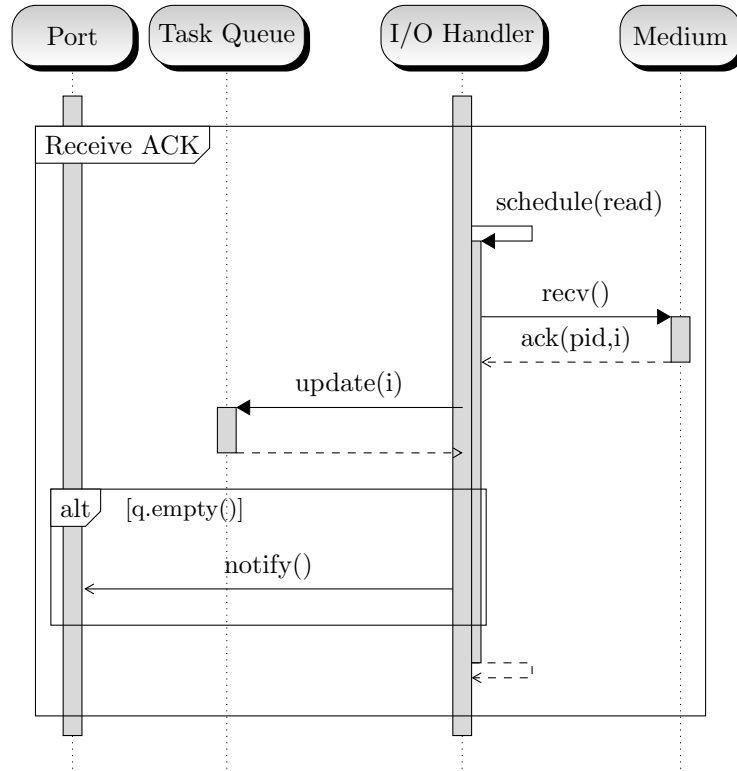 Port
Task Queue
I/O Handler
Medium
Receive ACK
schedule(read)
recv()
ack(pid,i)
update(i)
alt
[q.empty()]
notify()